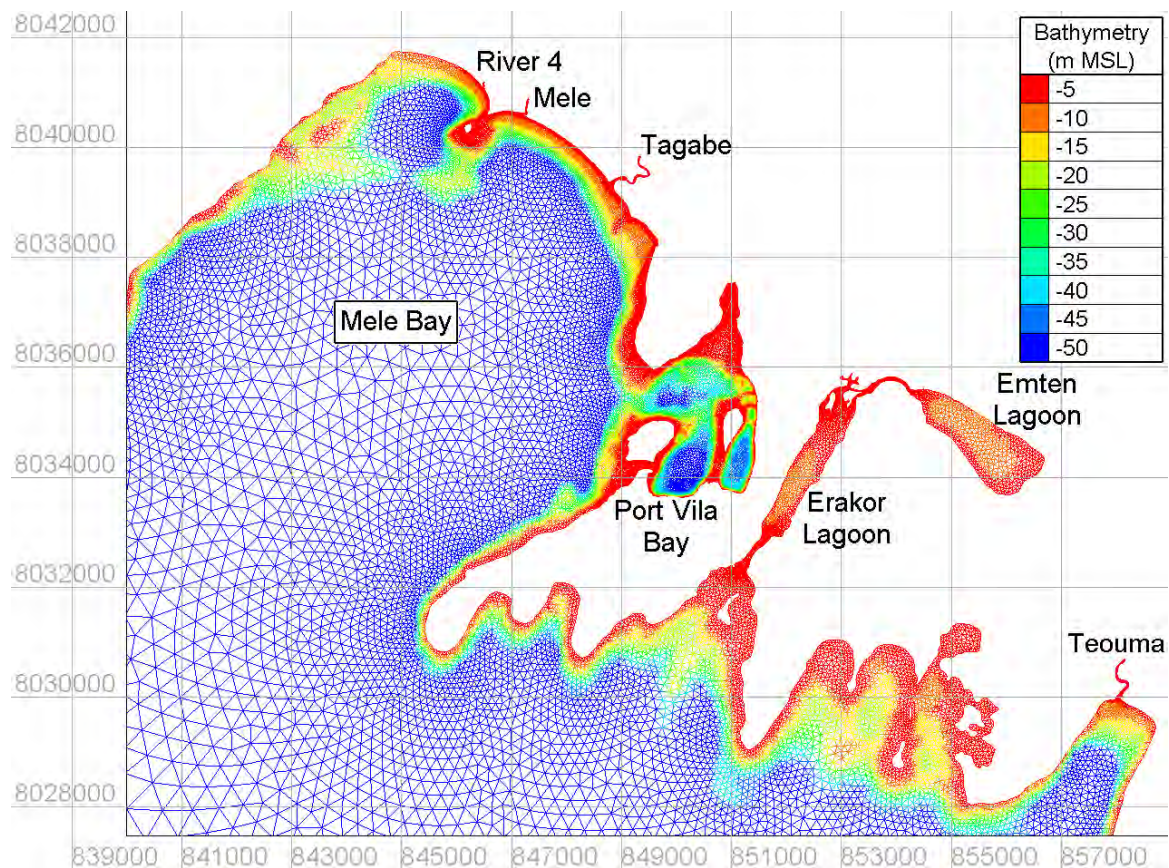 8042000
8040000
8038000
8036000
8034000
8032000
8030000
8028000
839000
841000
843000
845000
847000
849000
851000
853000
855000
857000
River 4
Mele
Tagabe
Mele Bay
Port Vila
Bay
Erakor
Lagoon
Emten
Lagoon
Teouma
Bathymetry
(m MSL)
-5
-10
-15
-20
-25
-30
-35
-40
-45
-50